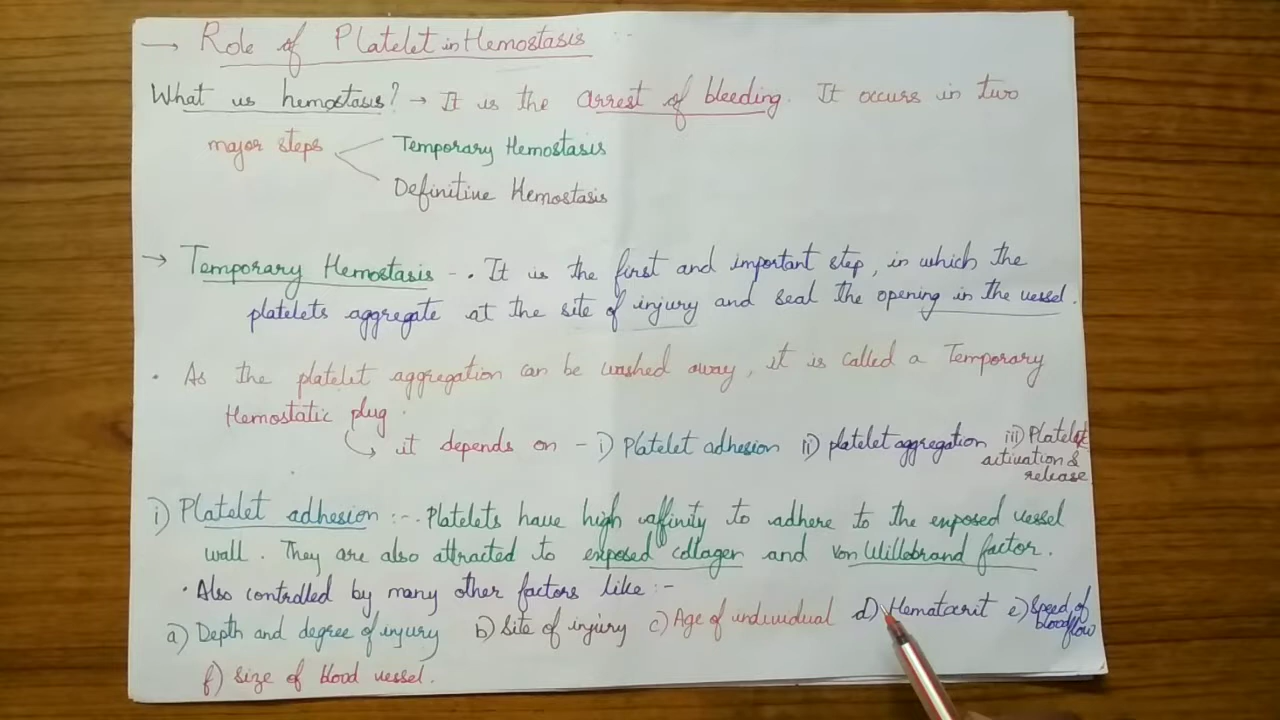 → Role of Platelet in Hemostasis :-
What is hemostasis? → It is the arrest of bleeding. It occurs in two
major steps
Temporary Hemostasis
Definitive Hemostasis
→ Temporary Hemostasis - . It is the first and important step, in which the
platelets aggregate at the site of injury and seal the opening in the vessel.
. As the platelet aggregation can be washed away, it is called a Temporary
Hemostatic plug.
↳ it depends on - i) Platelet adhesion ii) platelet aggregation iii) Platelet
activation &
release
i) Platelet adhesion :- . Platelets have high affinity to adhere to the exposed vessel
wall. They are also attracted to exposed collagen and von Willebrand factor.
. Also controlled by many other factors like :-
a) Depth and degree of injury b) Site of injury c) Age of individual d) Hematocrit e) Speed of
blood flow
f) size of blood vessel.